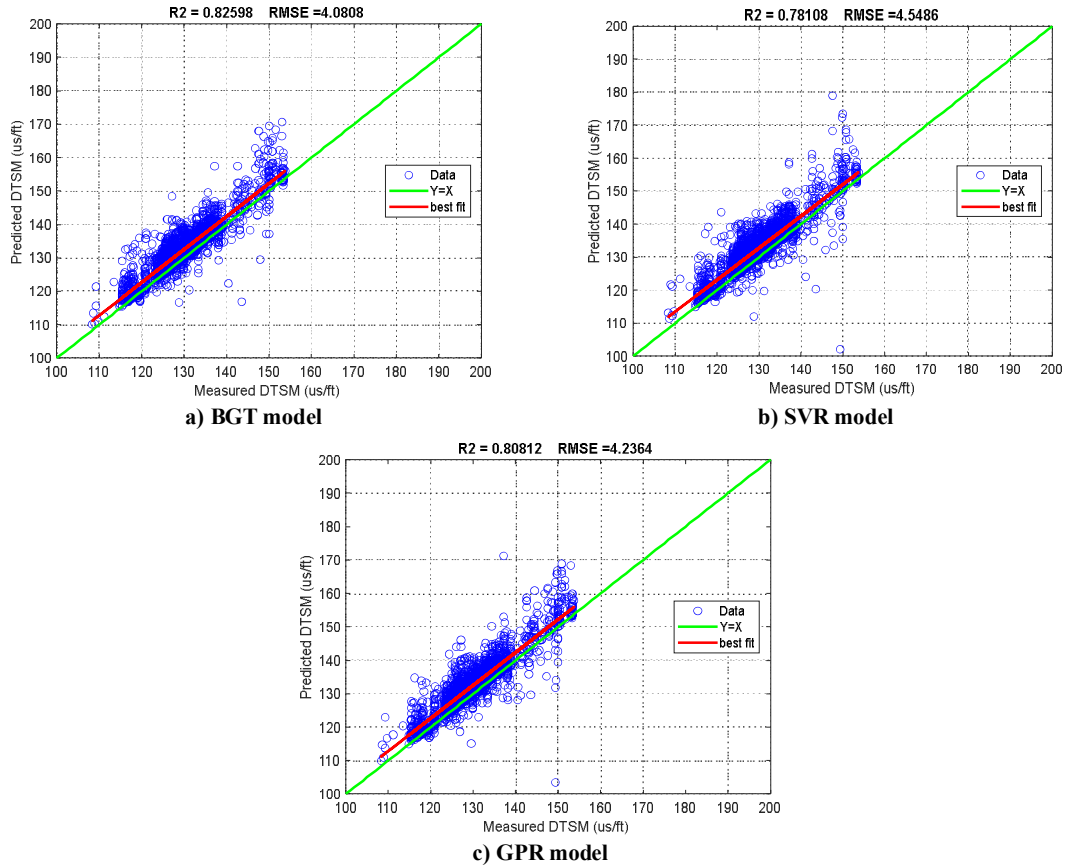 R2 = 0.82598 RMSE =4.0808
200
190
180
170
160
150
140
130
120
110
100
Predicted DTSM (us/ft)
Data
Y=X
best fit
100 110 120 130 140 150 160 170 180 190 200
Measured DTSM (us/ft)
a) BGT model
R2 = 0.78108 RMSE =4.5486
200
190
180
170
160
150
140
130
120
110
100
Predicted DTSM (us/ft)
Data
Y=X
best fit
100 110 120 130 140 150 160 170 180 190 200
Measured DTSM (us/ft)
b) SVR model
R2 = 0.80812 RMSE =4.2364
200
190
180
170
160
150
140
130
120
110
100
Predicted DTSM (us/ft)
Data
Y=X
best fit
100 110 120 130 140 150 160 170 180 190 200
Measured DTSM (us/ft)
c) GPR model